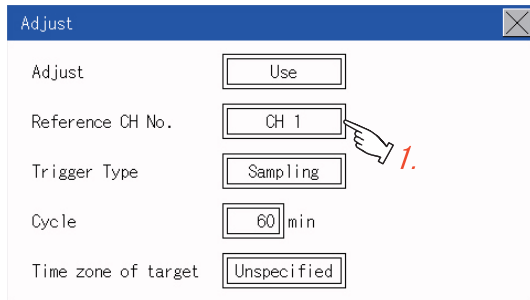 Adjust
Adjust Use
Reference CH No. CH 1
1.
Trigger Type Sampling
Cycle 60 min
Time zone of target Unspecified